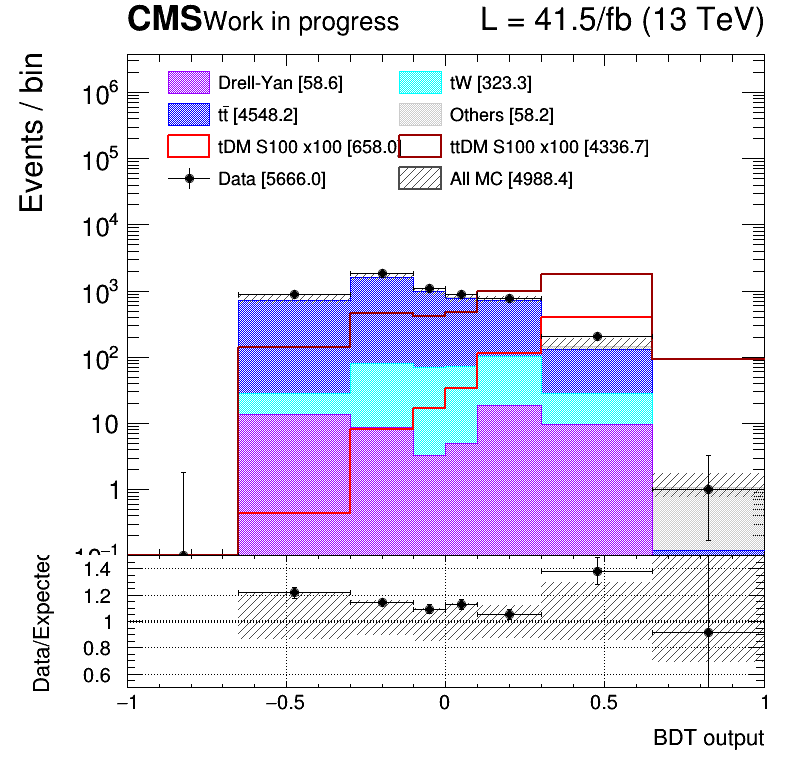 CMS Work in progress L = 41.5/fb (13 TeV)
Events / bin
Drell-Yan [58.6] tW [323.3]
tt̄ [4548.2] Others [58.2]
tDM S100 x100 [658.0] ttDM S100 x100 [4336.7]
Data [5666.0] All MC [4988.4]
10⁶
10⁵
10⁴
10³
10²
10
1
10⁻¹
Data/Expected
1.4
1.2
1
0.8
0.6
−1 −0.5 0 0.5 1
BDT output